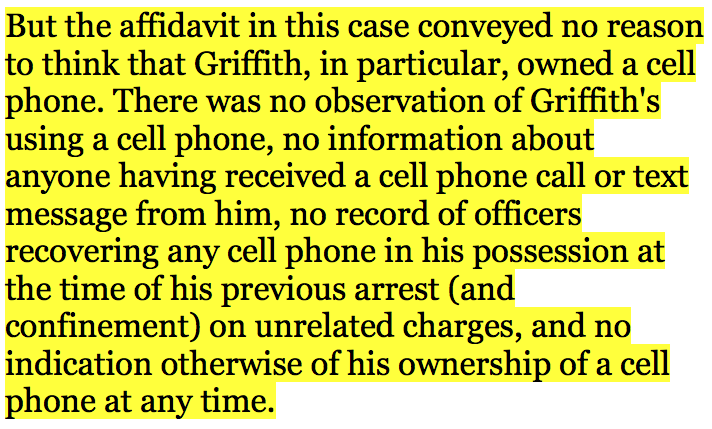 But the affidavit in this case conveyed no reason
to think that Griffith, in particular, owned a cell
phone. There was no observation of Griffith's
using a cell phone, no information about
anyone having received a cell phone call or text
message from him, no record of officers
recovering any cell phone in his possession at
the time of his previous arrest (and
confinement) on unrelated charges, and no
indication otherwise of his ownership of a cell
phone at any time.